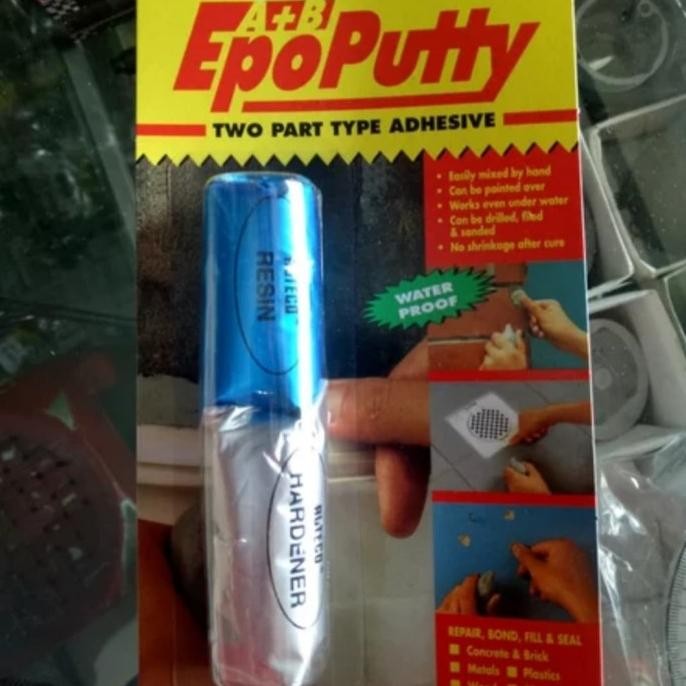 A+B
EpoPutty
TWO PART TYPE ADHESIVE
• Easily mixed by hand
• Can be painted over
• Works even under water
• Can be drilled, filed
& sanded
• No shrinkage after cure
WATER
PROOF
ALTECO
RESIN
ALTECO
HARDENER
REPAIR, BOND, FILL & SEAL
Concrete & Brick
Metals Plastics